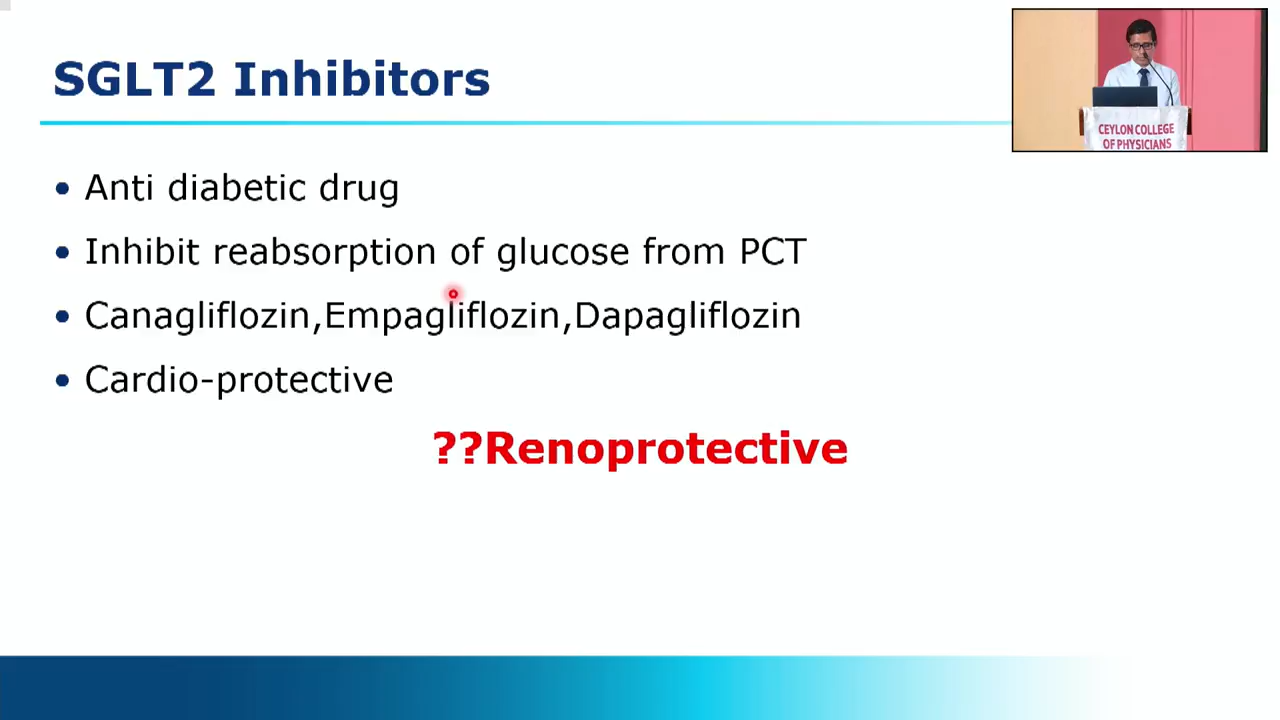 SGLT2 Inhibitors
• Anti diabetic drug
• Inhibit reabsorption of glucose from PCT
• Canagliflozin,Empagliflozin,Dapagliflozin
• Cardio-protective
??Renoprotective
CEYLON COLLEGE
OF PHYSICIANS